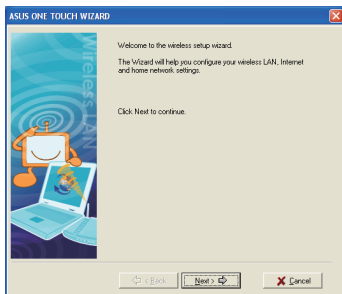 ASUS ONE TOUCH WIZARD
Wireless LAN
Welcome to the wireless setup wizard.
The Wizard will help you configure your wireless LAN, Internet
and home network settings.
Click Next to continue.
< Back
Next >
Cancel